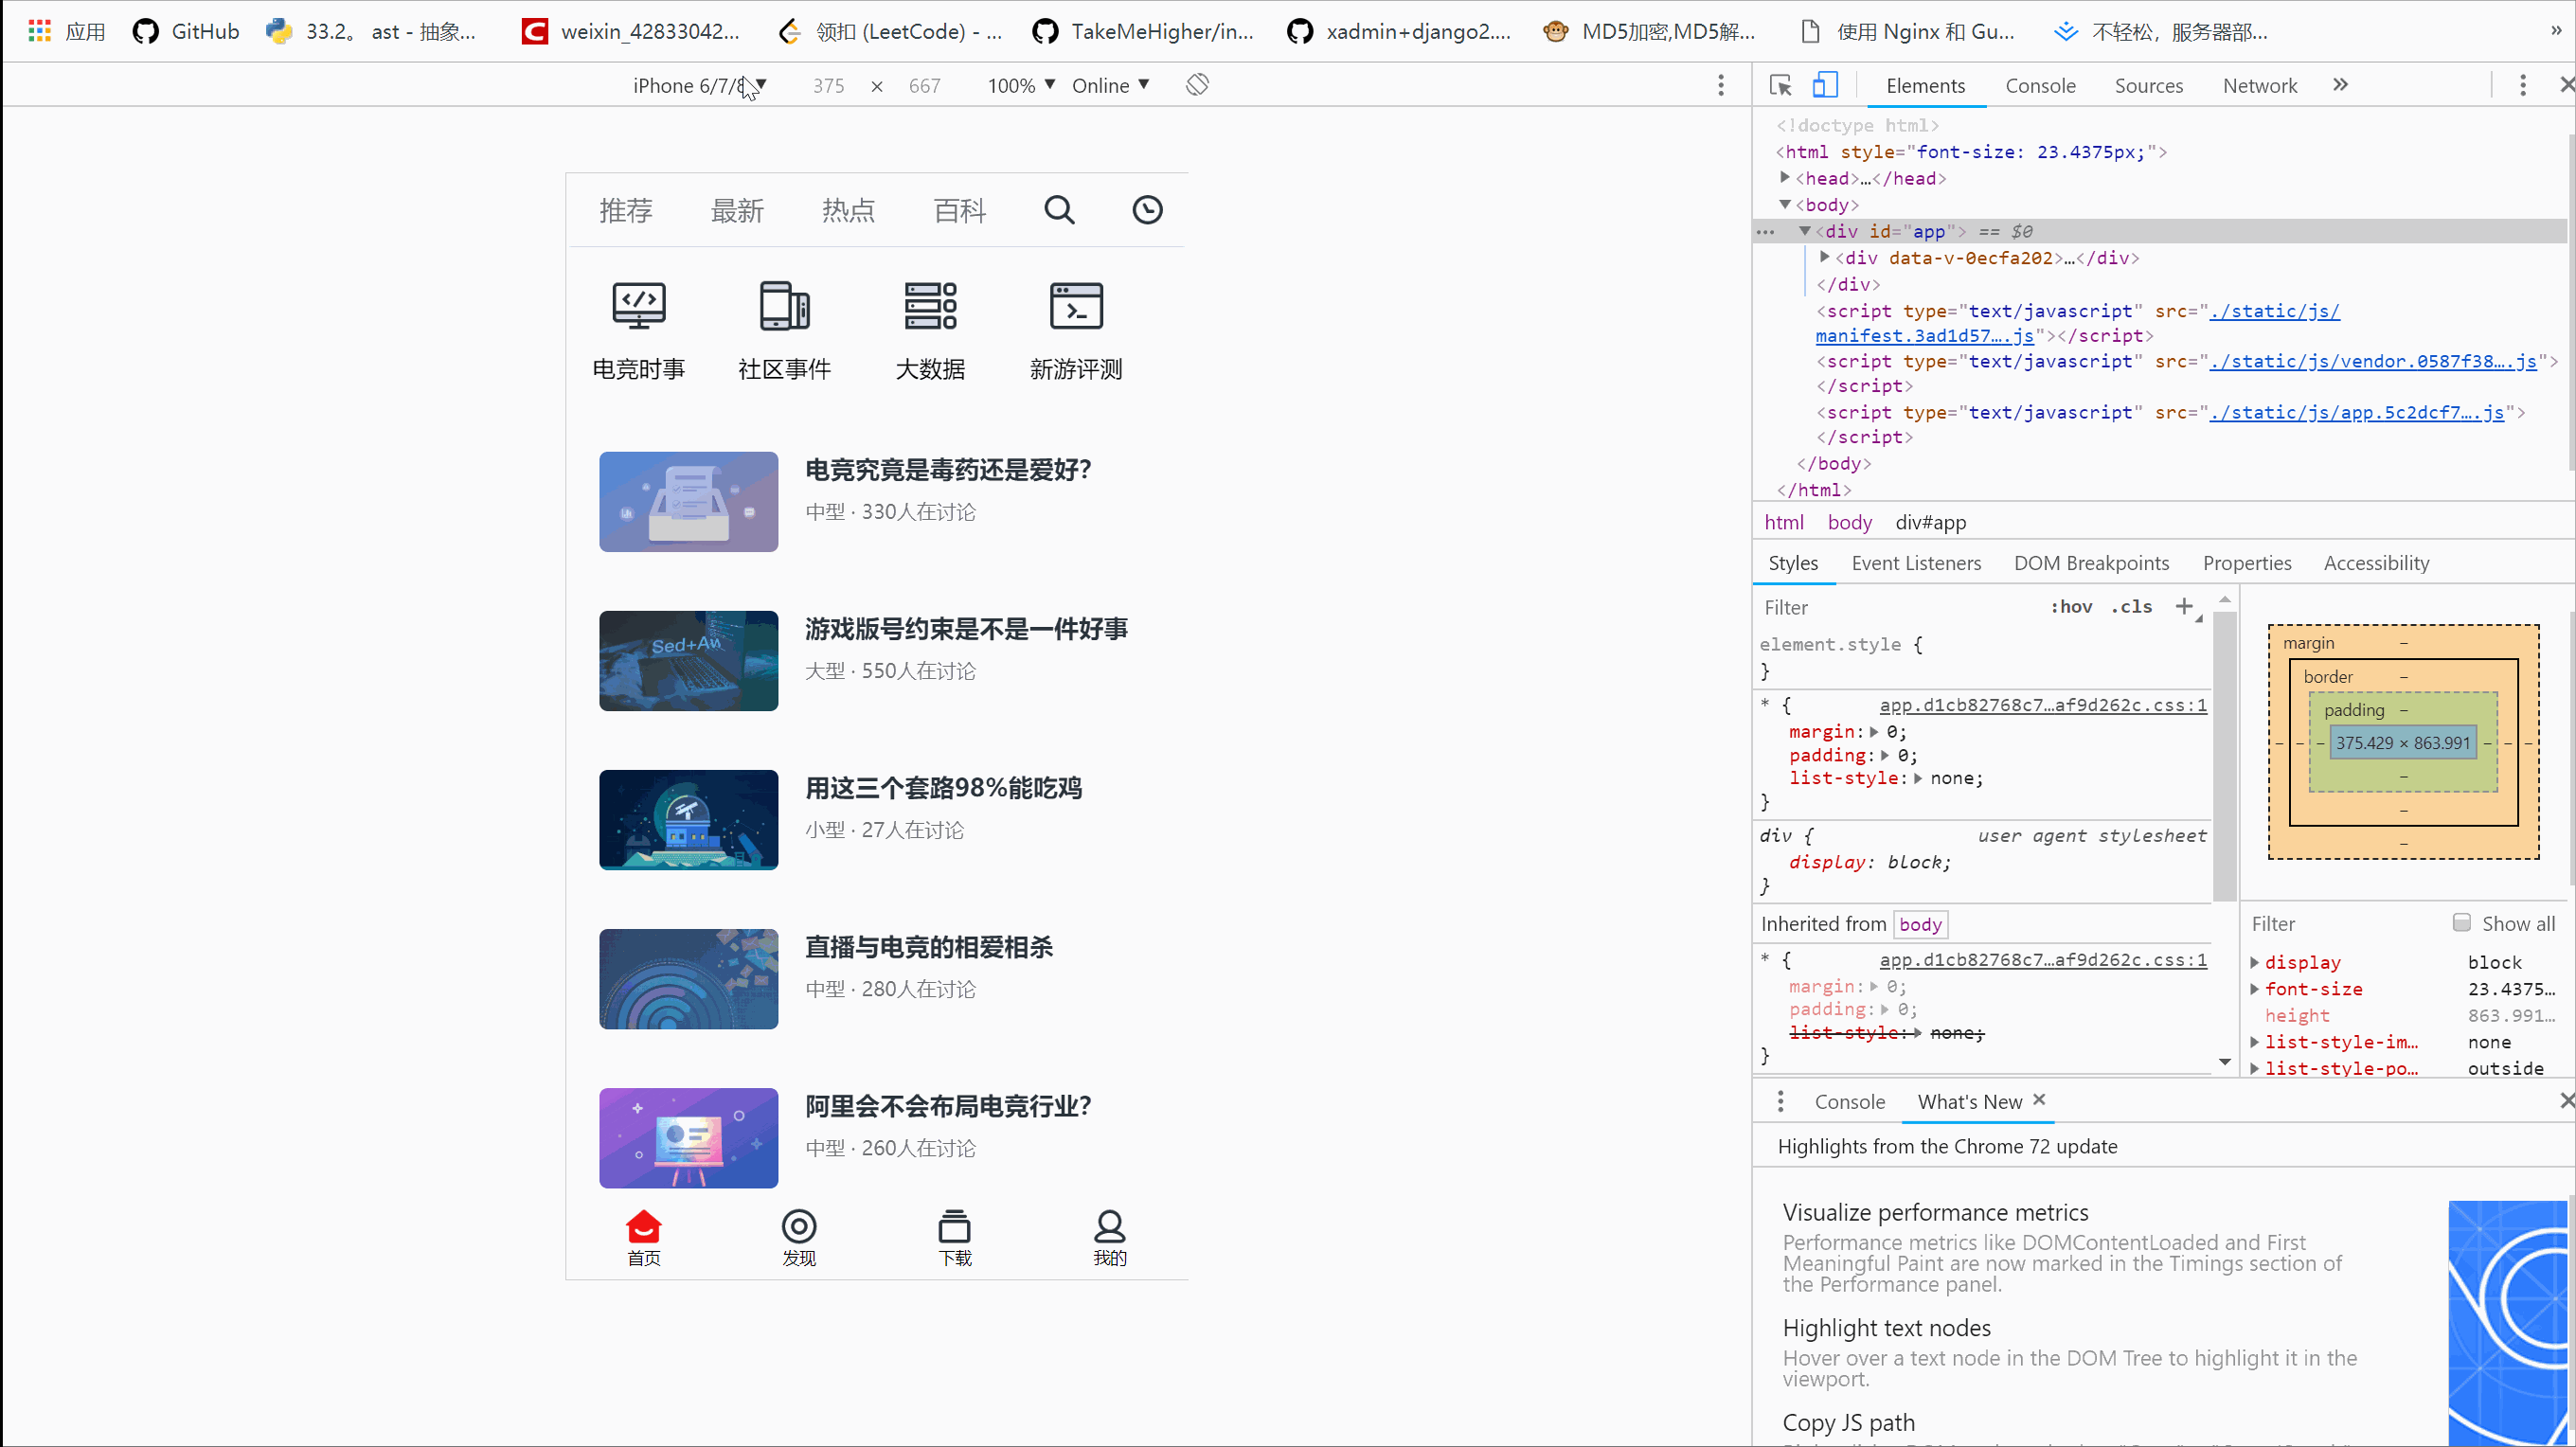 应用 GitHub 33.2。 ast - 抽象... weixin_42833042... 领扣 (LeetCode) - ... TakeMeHigher/in... xadmin+django2.... MD5加密,MD5解... 使用 Nginx 和 Gu... 不轻松，服务器部... »
iPhone 6/7/8 ▼ 375 × 667 100% ▼ Online ▼
推荐 最新 热点 百科
电竞时事 社区事件 大数据 新游评测
电竞究竟是毒药还是爱好？
中型 · 330人在讨论
Sed+Aw
游戏版号约束是不是一件好事
大型 · 550人在讨论
用这三个套路98%能吃鸡
小型 · 27人在讨论
直播与电竞的相爱相杀
中型 · 280人在讨论
阿里会不会布局电竞行业？
中型 · 260人在讨论
首页 发现 下载 我的
Elements Console Sources Network »
<!doctype html>
<html style="font-size: 23.4375px;">
<head>…</head>
<body>
<div id="app"> == $0
<div data-v-0ecfa202>…</div>
</div>
<script type="text/javascript" src="./static/js/
manifest.3ad1d57….js"></script>
<script type="text/javascript" src="./static/js/vendor.0587f38….js">
</script>
<script type="text/javascript" src="./static/js/app.5c2dcf7….js">
</script>
</body>
</html>
html body div#app
Styles Event Listeners DOM Breakpoints Properties Accessibility
Filter :hov .cls +
element.style {
}
* { app.d1cb82768c7…af9d262c.css:1
margin: 0;
padding: 0;
list-style: none;
}
div { user agent stylesheet
display: block;
}
Inherited from body
* { app.d1cb82768c7…af9d262c.css:1
margin: 0;
padding: 0;
list-style: none;
}
margin –
border –
padding –
– – – 375.429 × 863.991 – – –
–
–
–
Filter Show all
display block
font-size 23.4375…
height 863.991…
list-style-im… none
list-style-po… outside
Console What's New ×
Highlights from the Chrome 72 update
Visualize performance metrics
Performance metrics like DOMContentLoaded and First
Meaningful Paint are now marked in the Timings section of
the Performance panel.
Highlight text nodes
Hover over a text node in the DOM Tree to highlight it in the
viewport.
Copy JS path